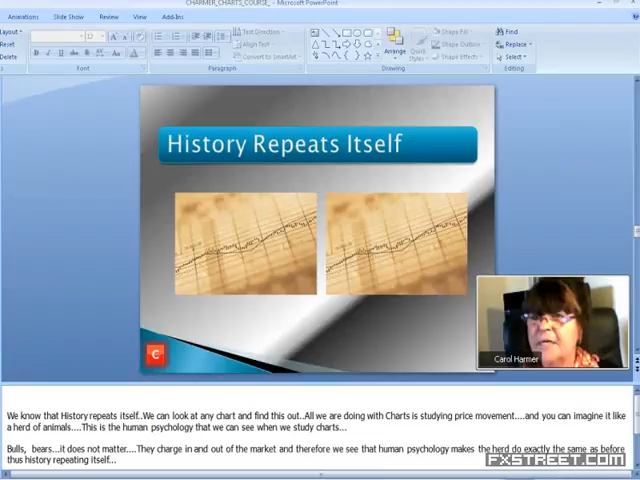 CHARMER_CHARTS_COURSE_ - Microsoft PowerPoint
Animations Slide Show Review View Add-Ins
Layout
Reset
Delete
Text Direction
Align Text
Convert to SmartArt
Arrange
Quick Styles
Shape Fill
Shape Outline
Shape Effects
Find
Replace
Select
Font Paragraph Drawing Editing
History Repeats Itself
C
Carol Harmer
We know that History repeats itself..We can look at any chart and find this out..All we are doing with Charts is studying price movement....and you can imagine it like
a herd of animals....This is the human psychology that we can see when we study charts...
Bulls, bears...it does not matter....They charge in and out of the market and therefore we see that human psychology makes the herd do exactly the same as before
thus history repeating itself...
FXSTREET.COM